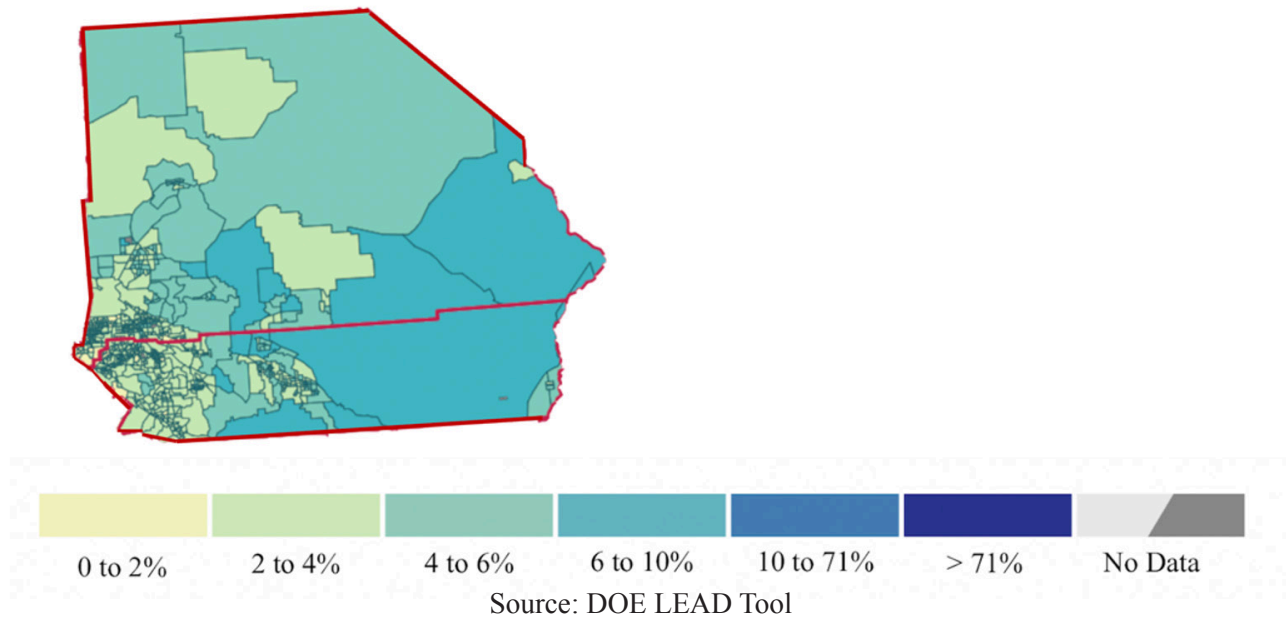 0 to 2% 2 to 4% 4 to 6% 6 to 10% 10 to 71% > 71% No Data
Source: DOE LEAD Tool